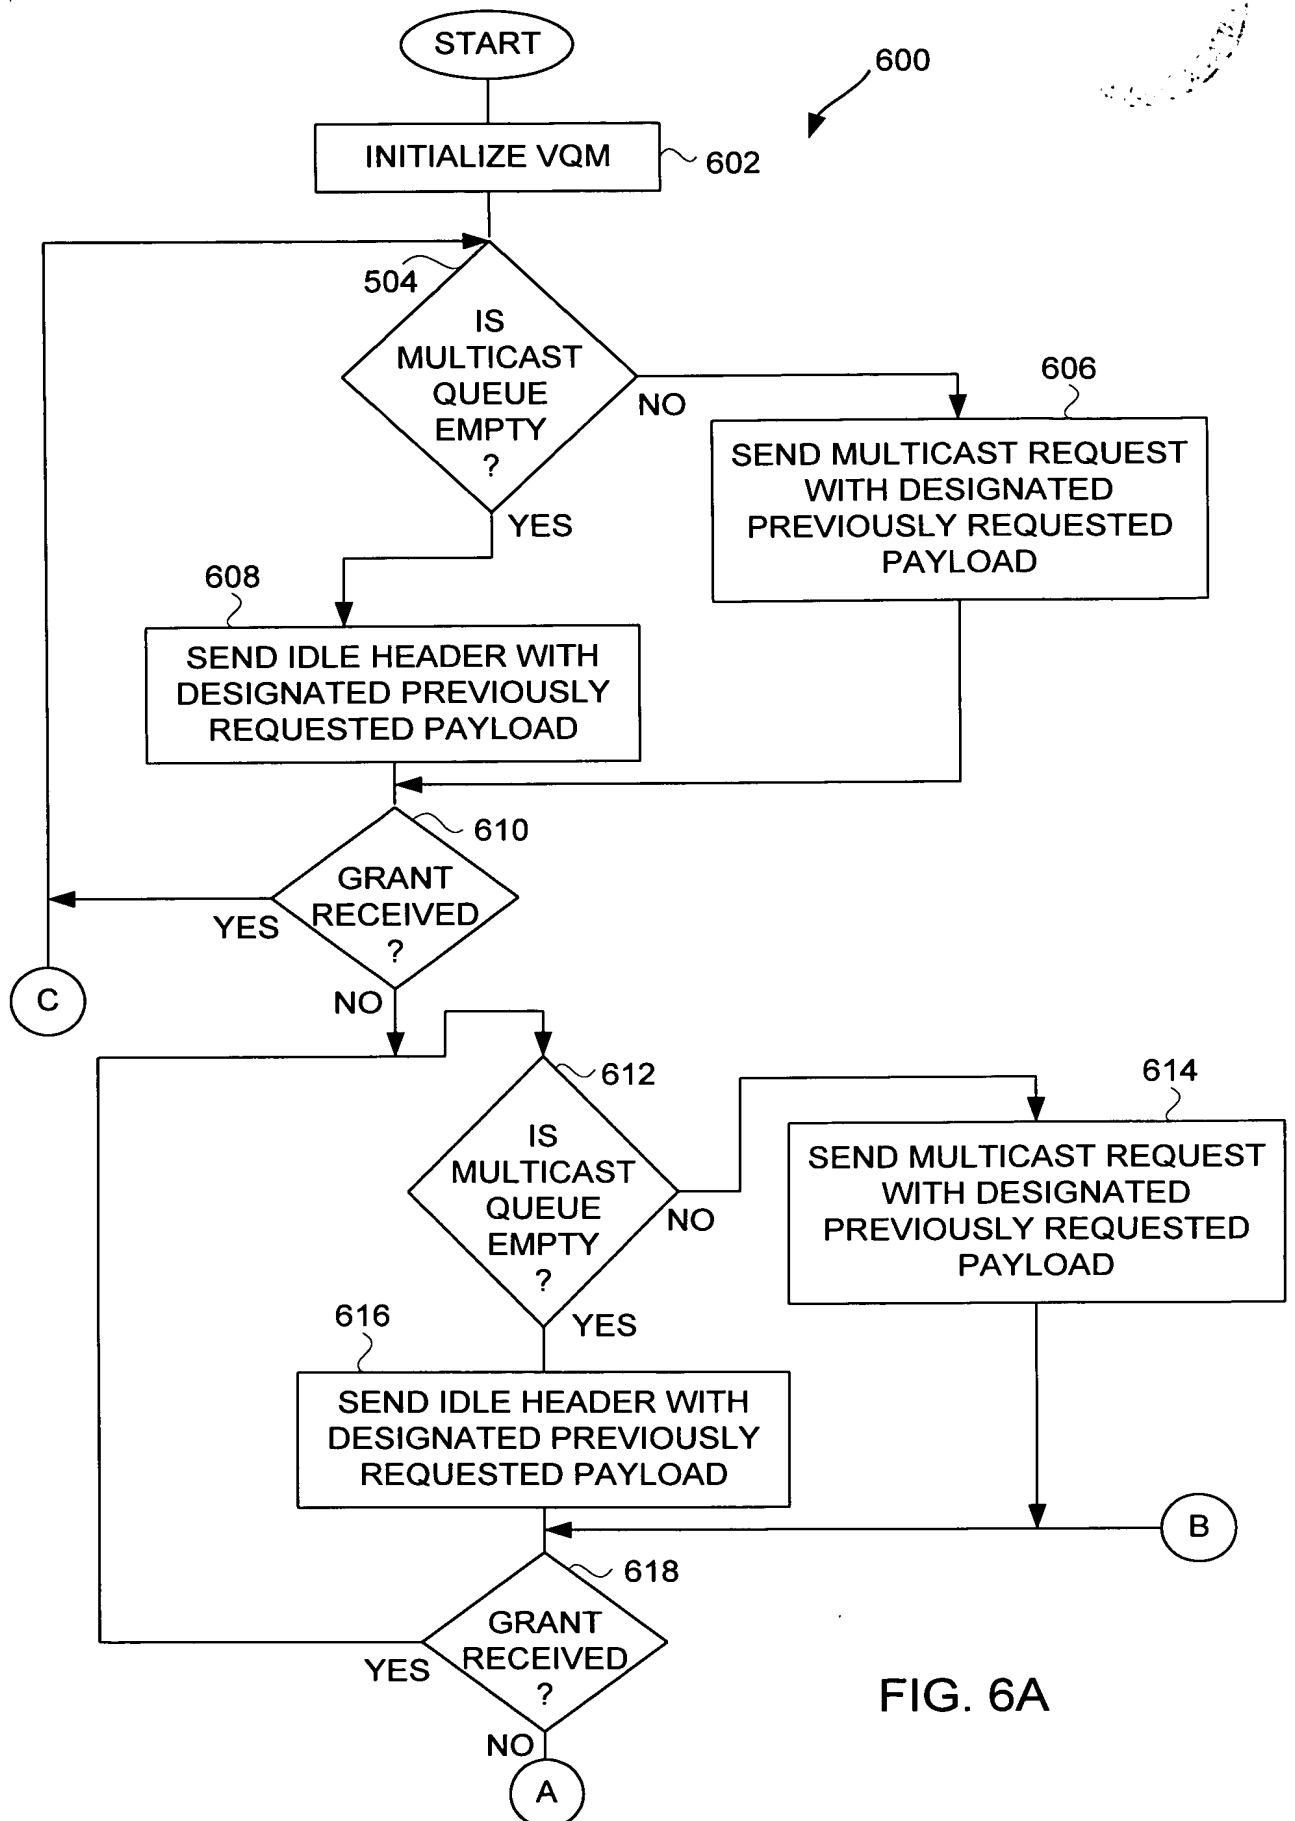 START
600
INITIALIZE VQM
602
504
IS
MULTICAST
QUEUE
EMPTY
?
NO
YES
606
SEND MULTICAST REQUEST
WITH DESIGNATED
PREVIOUSLY REQUESTED
PAYLOAD
608
SEND IDLE HEADER WITH
DESIGNATED PREVIOUSLY
REQUESTED PAYLOAD
610
GRANT
RECEIVED
?
YES
NO
C
612
IS
MULTICAST
QUEUE
EMPTY
?
NO
YES
614
SEND MULTICAST REQUEST
WITH DESIGNATED
PREVIOUSLY REQUESTED
PAYLOAD
616
SEND IDLE HEADER WITH
DESIGNATED PREVIOUSLY
REQUESTED PAYLOAD
B
618
GRANT
RECEIVED
?
YES
NO
A
FIG. 6A